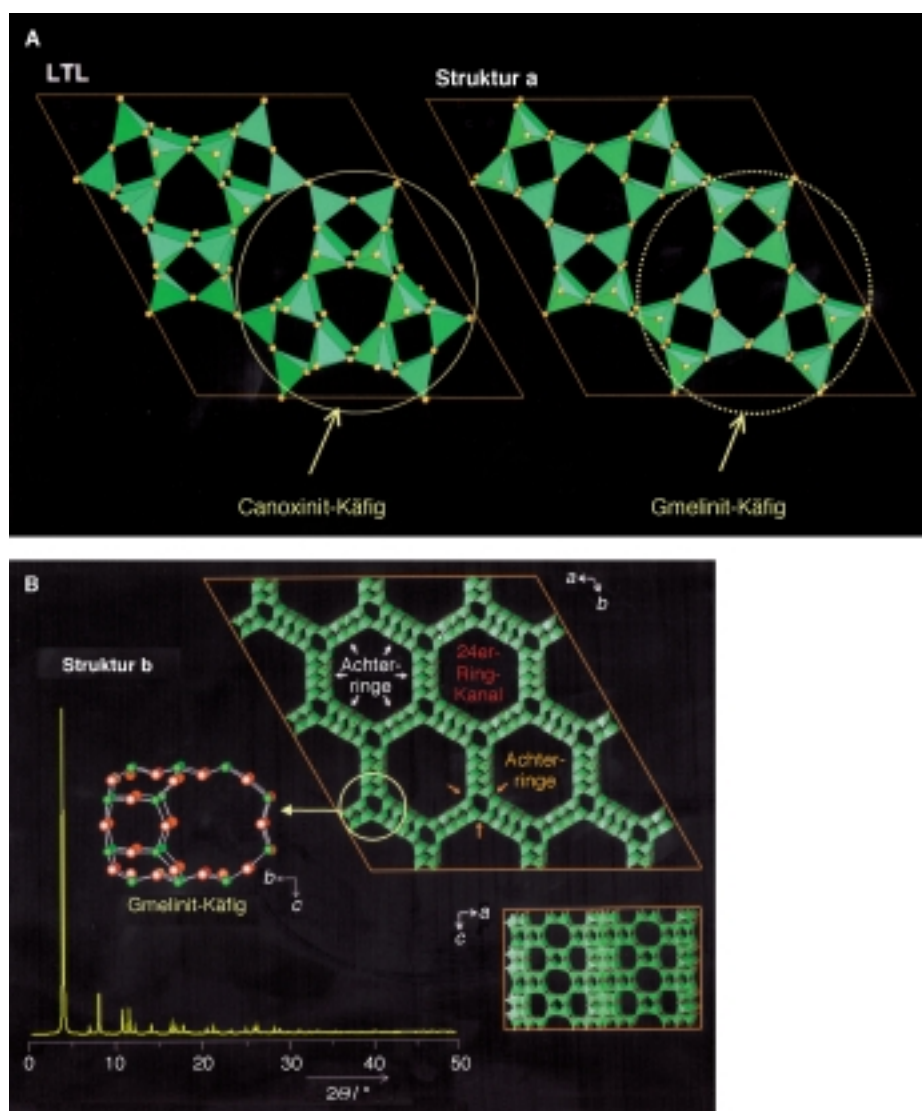 A
LTL
Struktur a
Canoxinit-Käfig
Gmelinit-Käfig
B
a
b
Struktur b
Achter-
ringe
24er-
Ring-
Kanal
Achter-
ringe
b
c
Gmelinit-Käfig
a
c
0 10 20 30 40 50
2Θ / °